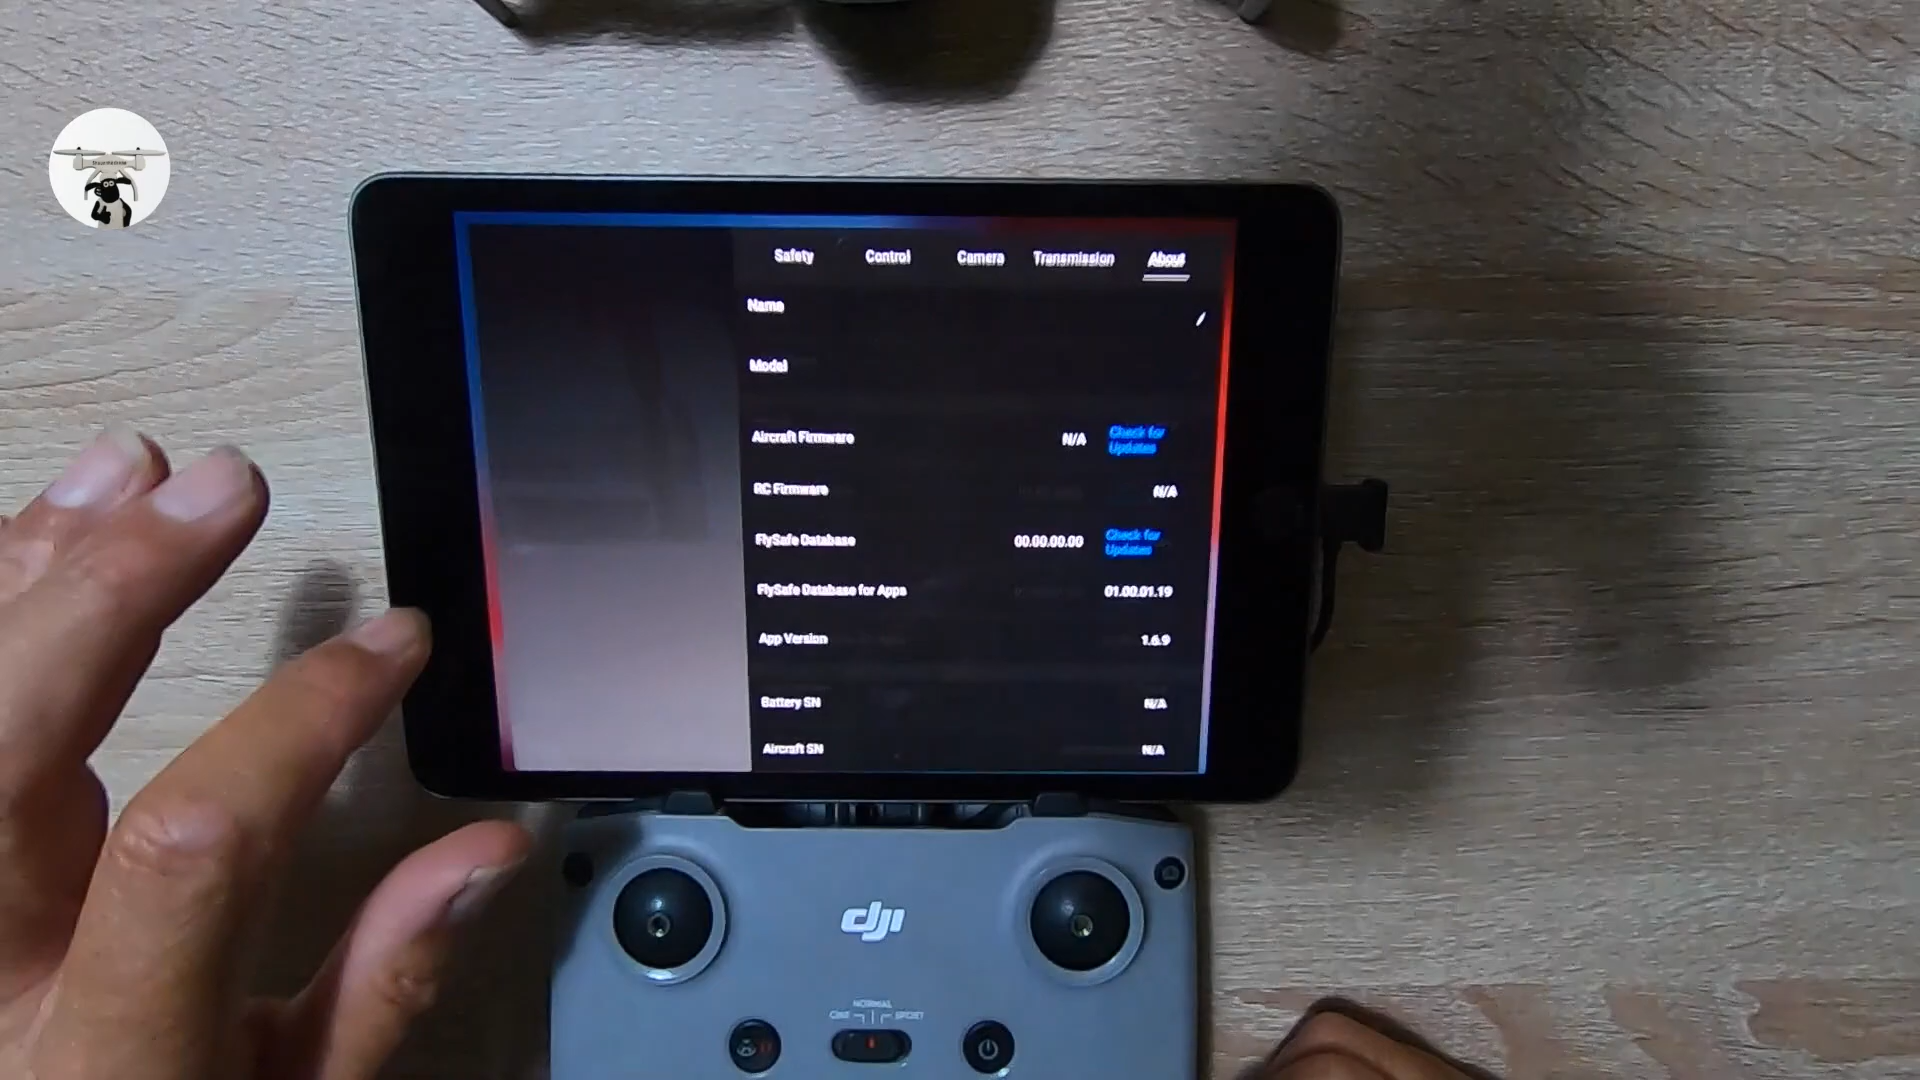 Safety Control Camera Transmission About
Name
Model
Aircraft Firmware N/A Check for
Updates
RC Firmware N/A
FlySafe Database 00.00.00.00 Check for
Updates
FlySafe Database for Apps 01.00.01.19
App Version 1.6.9
Battery SN N/A
Aircraft SN N/A
dji
NORMAL
CINE SPORT